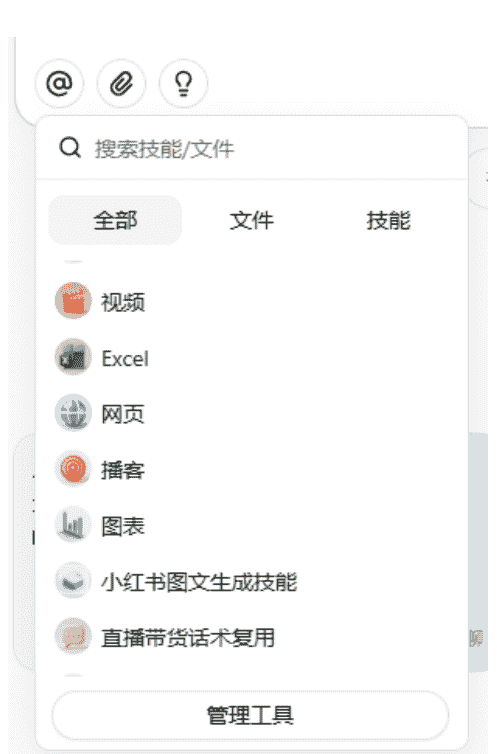 @
搜索技能/文件
全部 文件 技能
视频
Excel
网页
播客
图表
小红书图文生成技能
直播带货话术复用
管理工具